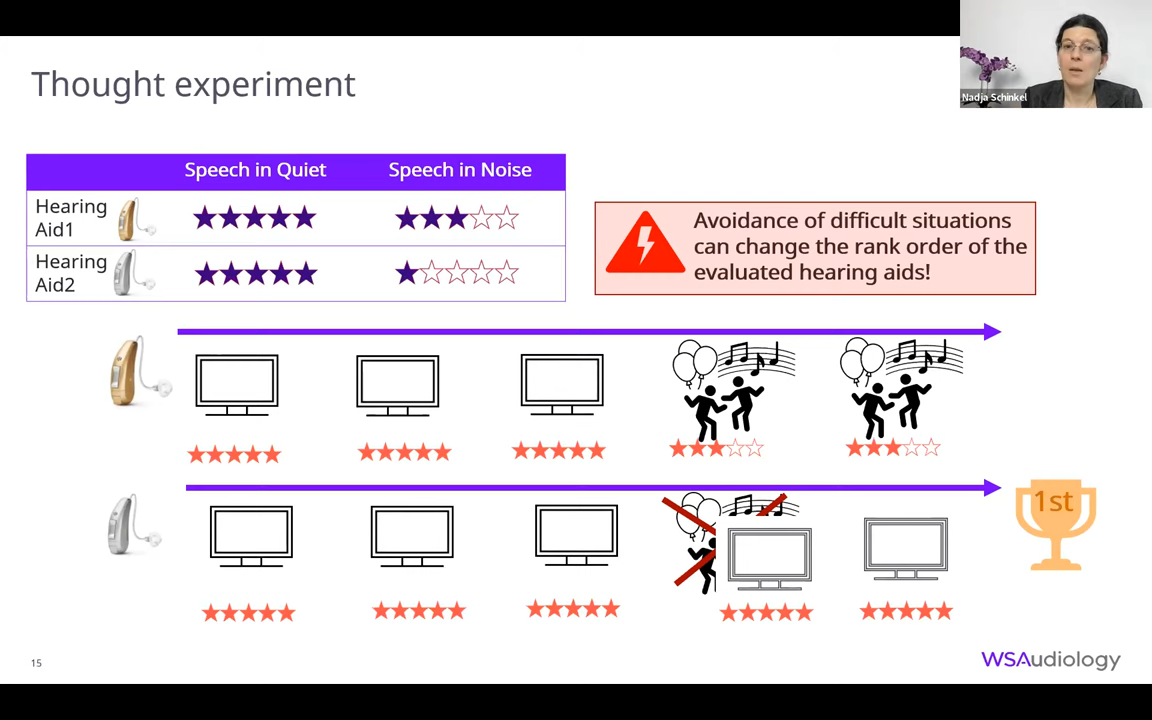 Thought experiment
Nadja Schinkel
Speech in Quiet Speech in Noise
Hearing
Aid1
Hearing
Aid2
Avoidance of difficult situations
can change the rank order of the
evaluated hearing aids!
1st
15
WSAudiology